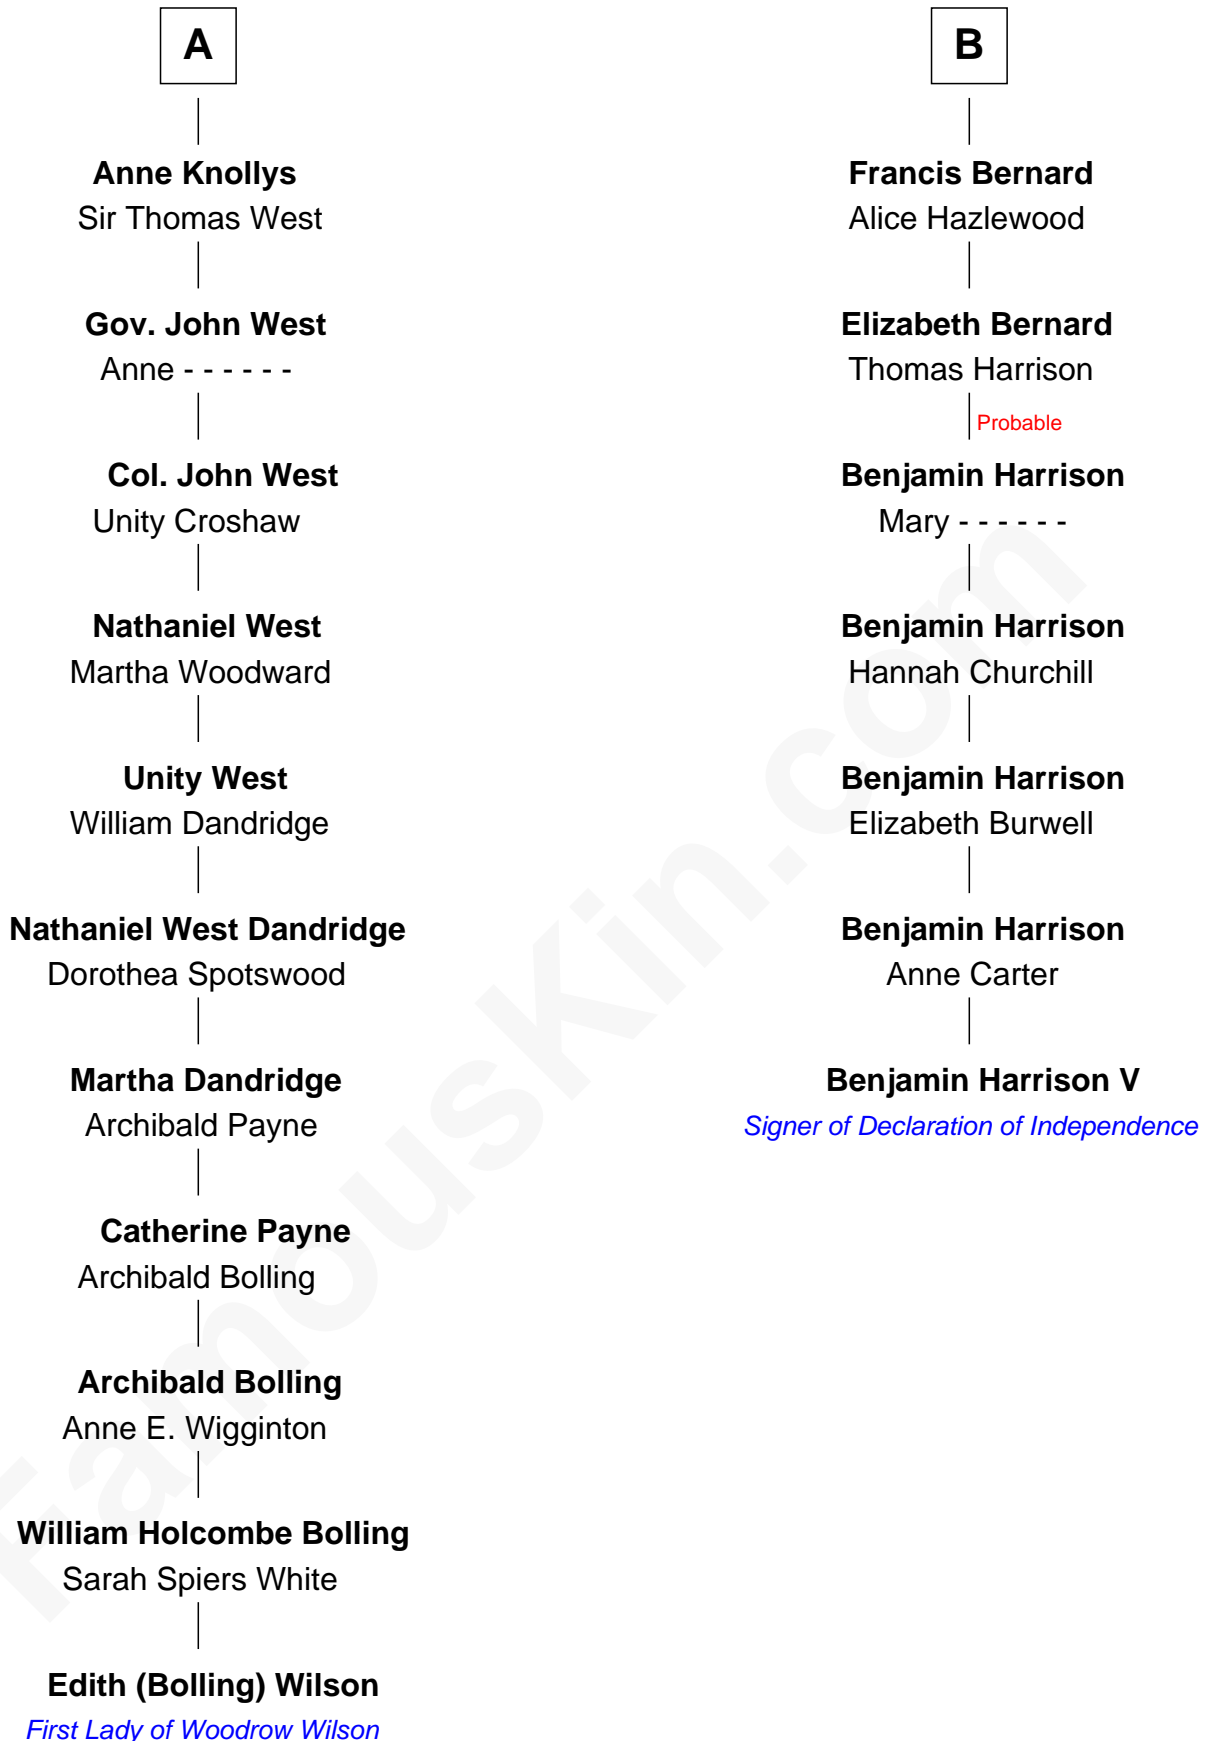 A
Anne Knollys
Sir Thomas West
Gov. John West
Anne - - - - - -
Col. John West
Unity Croshaw
Nathaniel West
Martha Woodward
Unity West
William Dandridge
Nathaniel West Dandridge
Dorothea Spotswood
Martha Dandridge
Archibald Payne
Catherine Payne
Archibald Bolling
Archibald Bolling
Anne E. Wigginton
William Holcombe Bolling
Sarah Spiers White
Edith (Bolling) Wilson
First Lady of Woodrow Wilson
B
Francis Bernard
Alice Hazlewood
Elizabeth Bernard
Thomas Harrison
Probable
Benjamin Harrison
Mary - - - - - -
Benjamin Harrison
Hannah Churchill
Benjamin Harrison
Elizabeth Burwell
Benjamin Harrison
Anne Carter
Benjamin Harrison V
Signer of Declaration of Independence
FamousKin.com